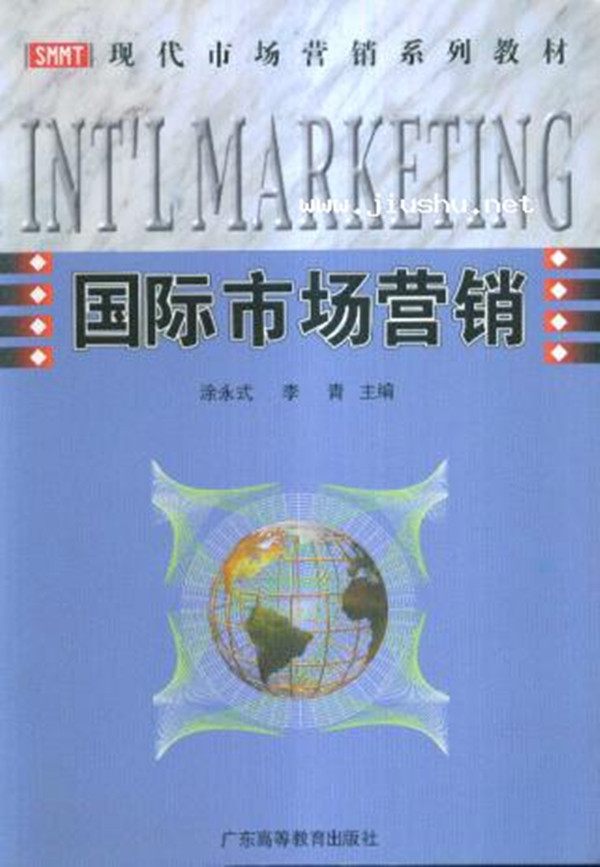 SMMT 现代市场营销系列教材
INT'L MARKETING
www.jiushu.net
国际市场营销
涂永式 李 青 主编
广东高等教育出版社